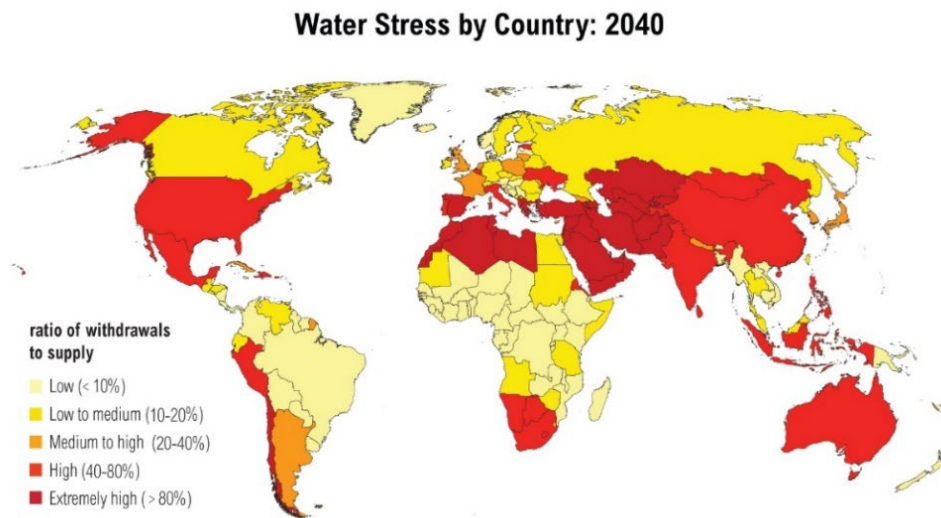 Water Stress by Country: 2040
ratio of withdrawals
to supply
Low (< 10%)
Low to medium (10-20%)
Medium to high (20-40%)
High (40-80%)
Extremely high (> 80%)